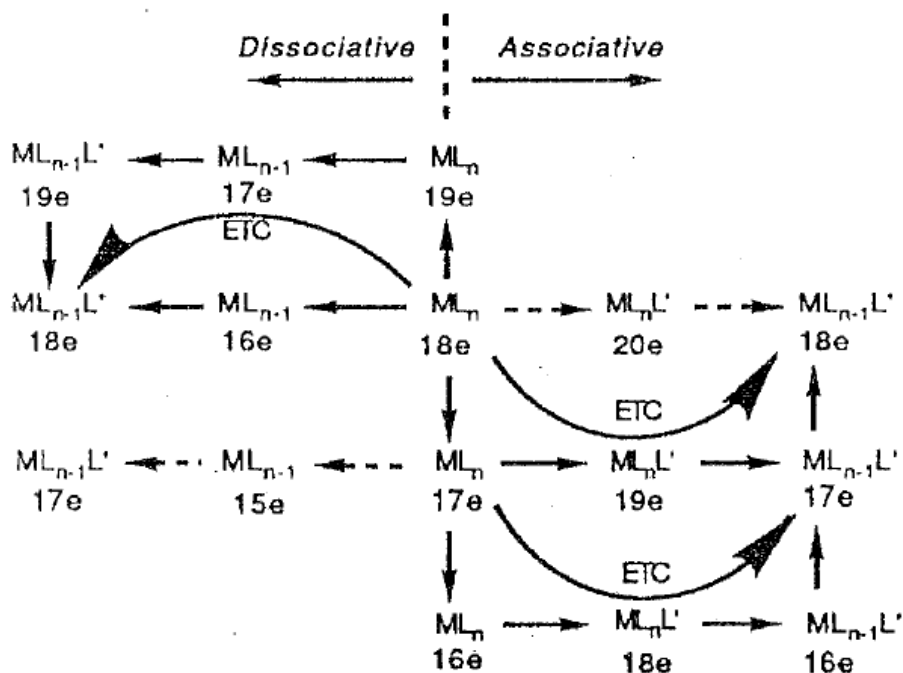 Dissociative Associative
MLn-1L' MLn-1 MLn
19e 17e 19e
ETC
MLn-1L' MLn-1 MLn MLnL' MLn-1L'
18e 16e 18e 20e 18e
ETC
MLn-1L' MLn-1 MLn MLnL' MLn-1L'
17e 15e 17e 19e 17e
ETC
MLn MLnL' MLn-1L'
16e 18e 16e